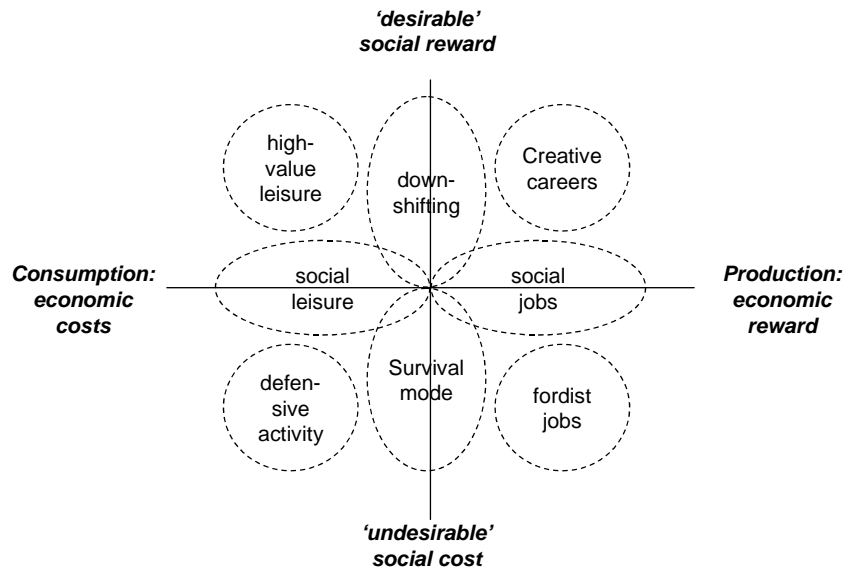 ‘desirable’
social reward
high-
value
leisure
down-
shifting
Creative
careers
Consumption:
economic
costs
social
leisure
social
jobs
Production:
economic
reward
defen-
sive
activity
Survival
mode
fordist
jobs
‘undesirable’
social cost